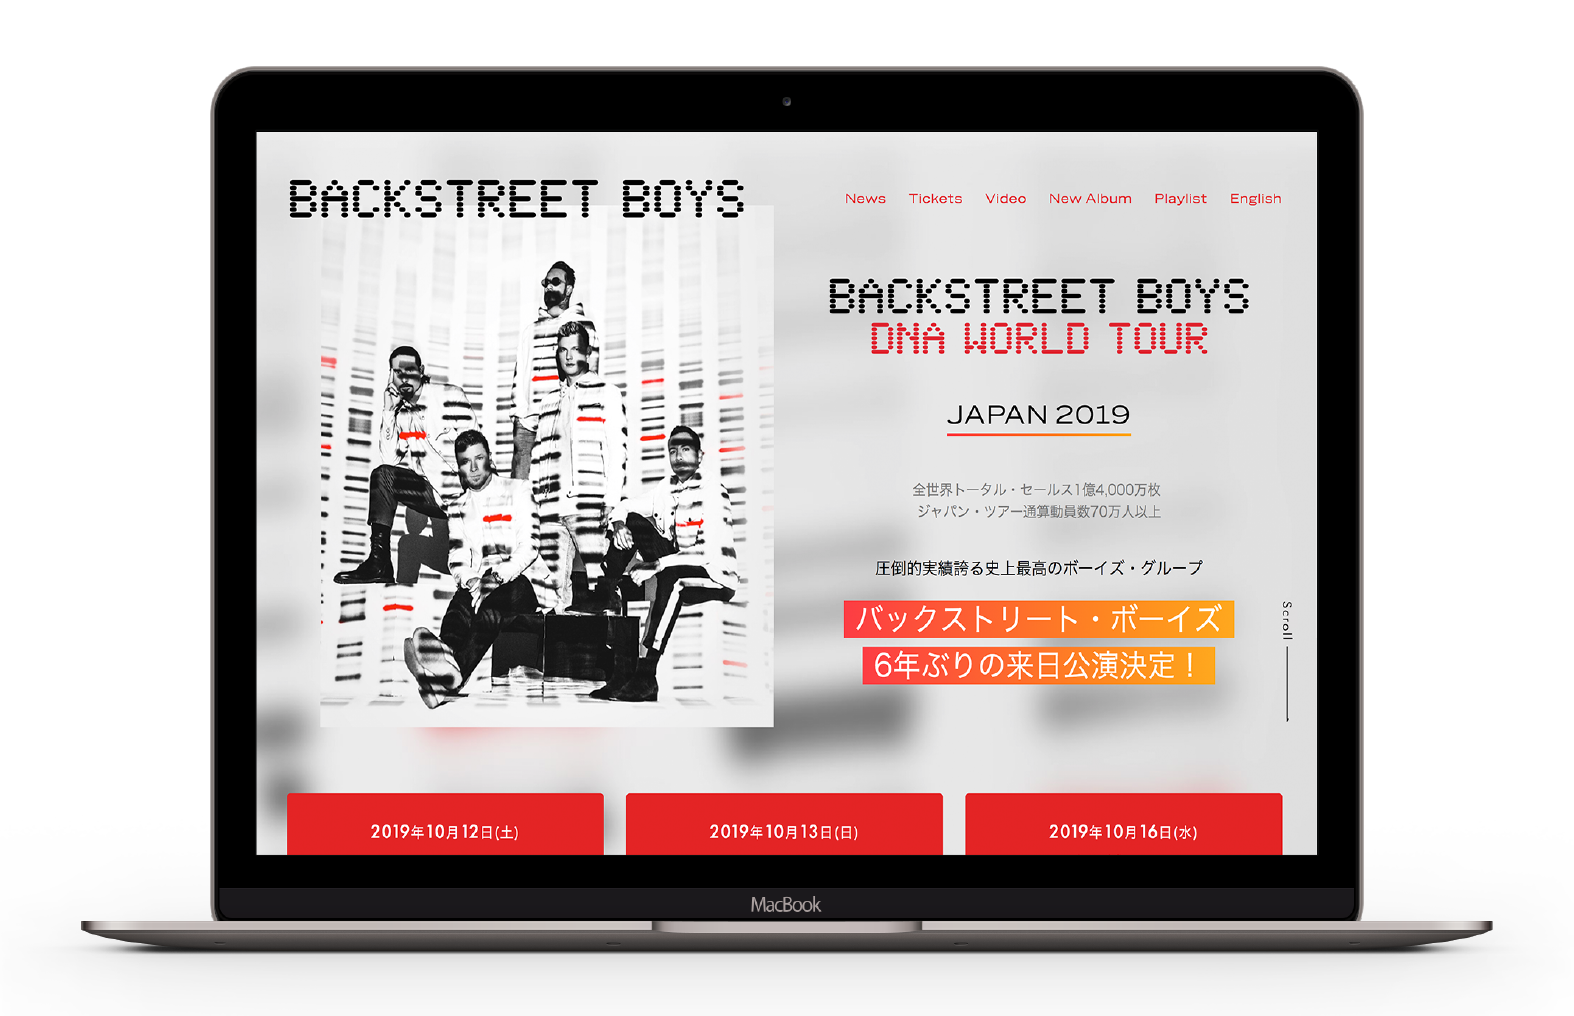 BACKSTREET BOYS
News Tickets Video New Album Playlist English
BACKSTREET BOYS
DNA WORLD TOUR
JAPAN 2019
全世界トータル・セールス1億4,000万枚
ジャパン・ツアー通算動員数70万人以上
圧倒的実績誇る史上最高のボーイズ・グループ
バックストリート・ボーイズ
6年ぶりの来日公演決定！
Scroll
2019年10月12日(土) 2019年10月13日(日) 2019年10月16日(水)
MacBook